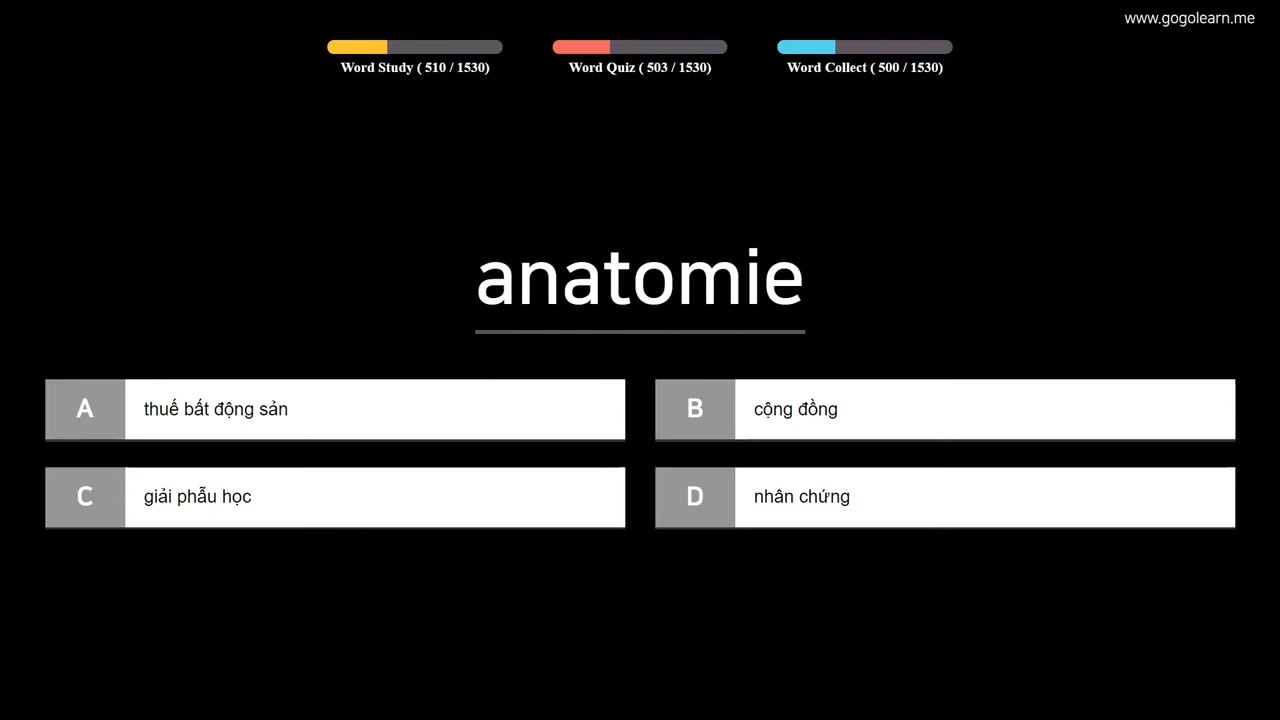 www.gogolearn.me
Word Study ( 510 / 1530)
Word Quiz ( 503 / 1530)
Word Collect ( 500 / 1530)
anatomie
A thuế bất động sản
B cộng đồng
C giải phẫu học
D nhân chứng